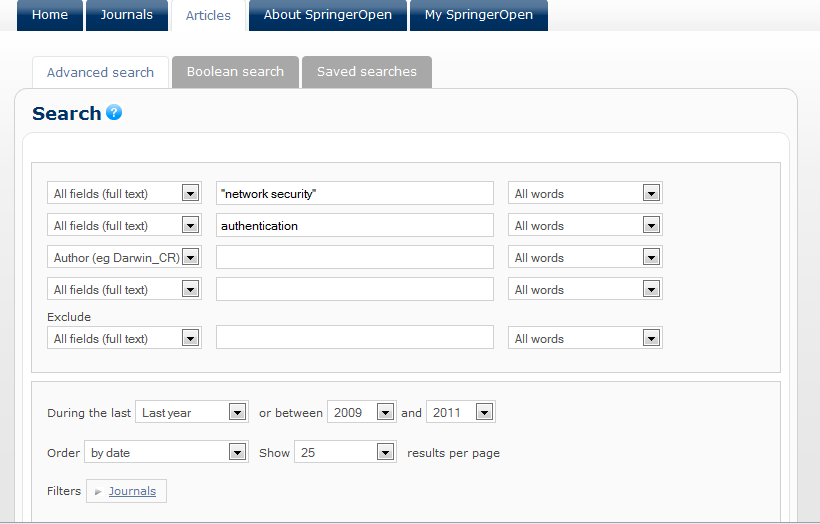 Home Journals Articles About SpringerOpen My SpringerOpen
Advanced search Boolean search Saved searches
Search ?
All fields (full text) "network security" All words
All fields (full text) authentication All words
Author (eg Darwin_CR) All words
All fields (full text) All words
Exclude
All fields (full text) All words
During the last Last year or between 2009 and 2011
Order by date Show 25 results per page
Filters Journals